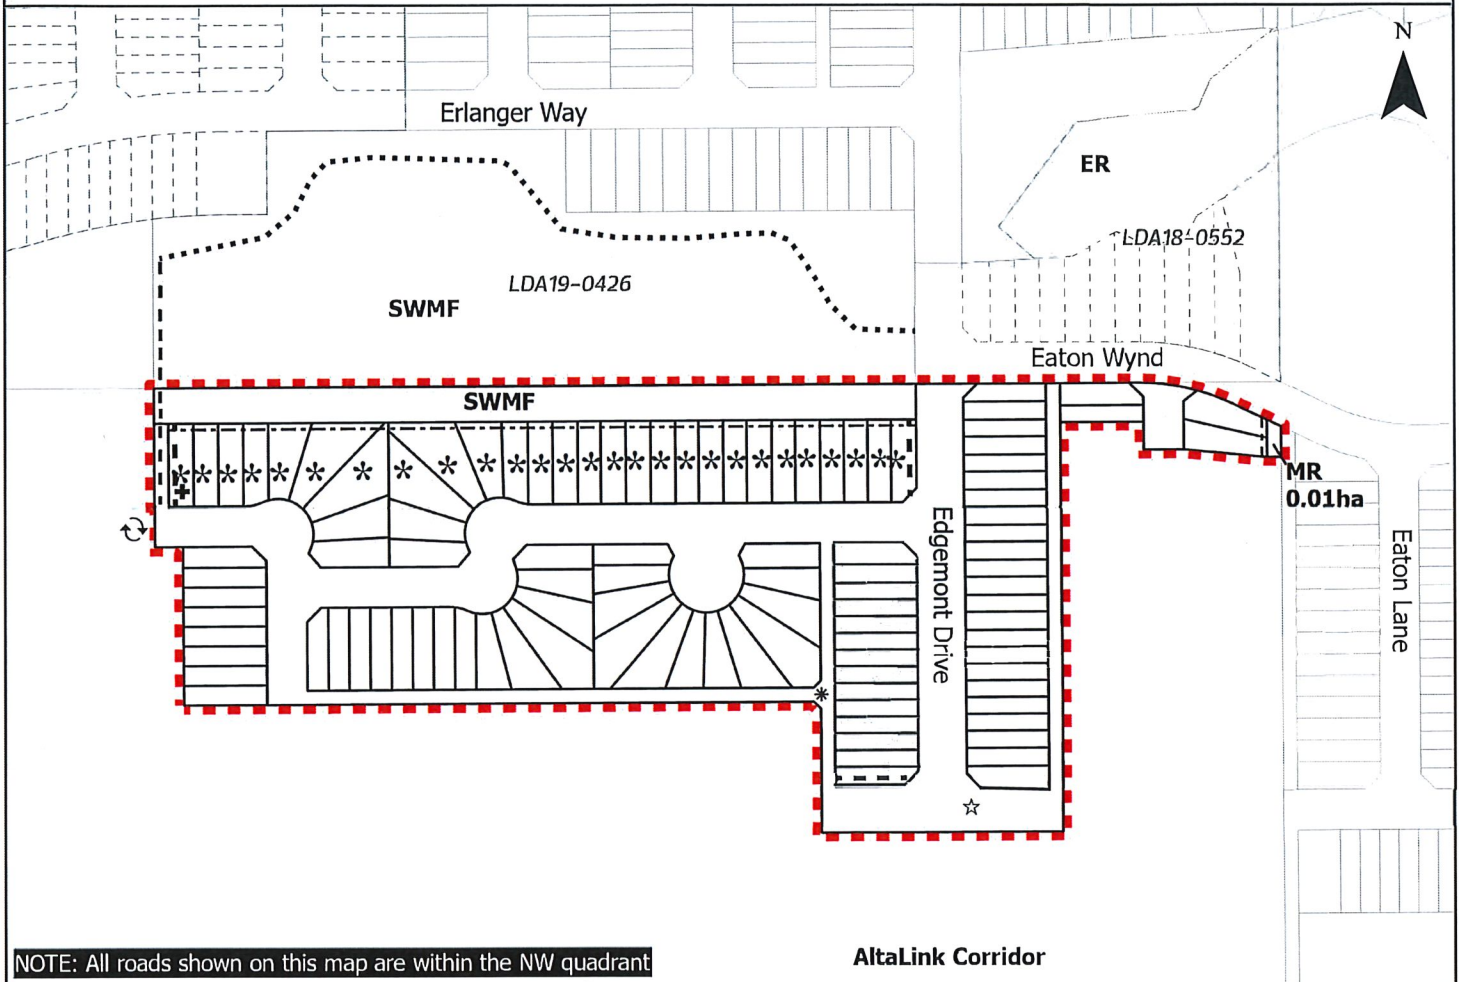 N
Erlanger Way
ER
LDA18-0552
LDA19-0426
SWMF
Eaton Wynd
SWMF
MR
0.01ha
Edgemont Drive
Eaton Lane
AltaLink Corridor
NOTE: All roads shown on this map are within the NW quadrant